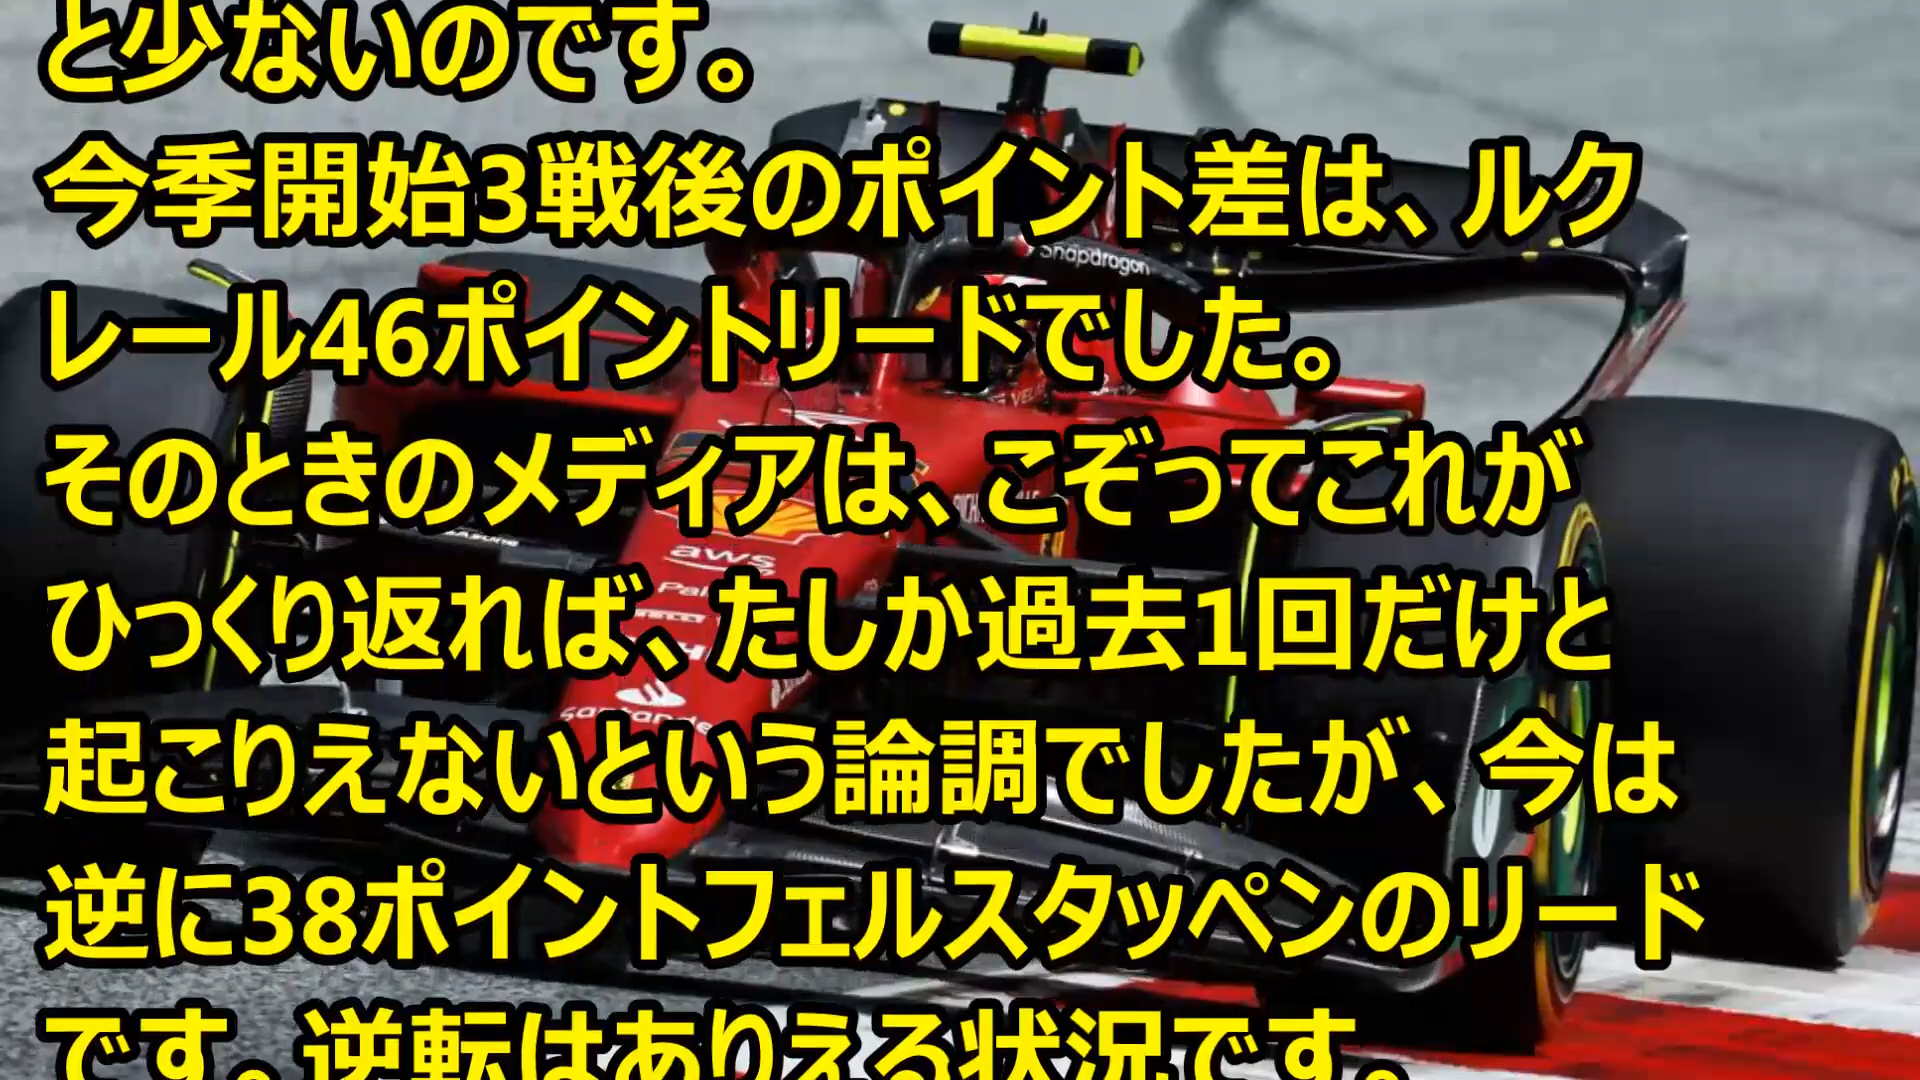 と少ないのです。
今季開始3戦後のポイント差は、ルク
レール46ポイントリードでした。
そのときのメディアは、こぞってこれが
ひっくり返れば、たしか過去1回だけと
起こりえないという論調でしたが、今は
逆に38ポイントフェルスタッペンのリード
です。逆転はありえる状況です。
Snapdragon
aws
Santander